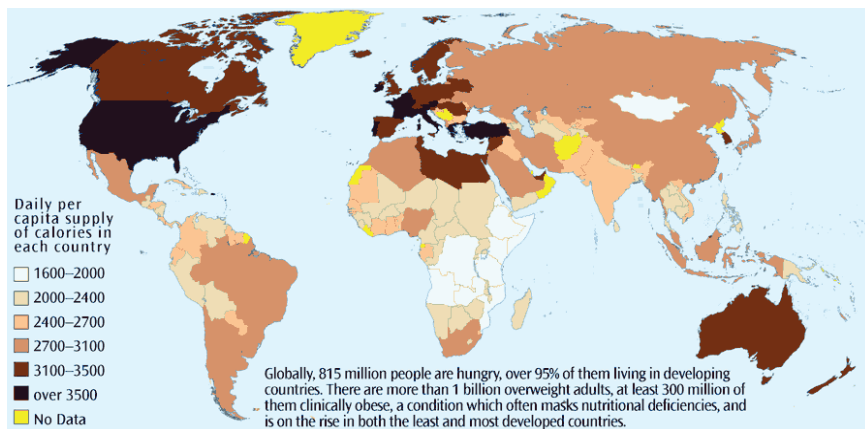 Daily per
capita supply
of calories in
each country
1600–2000
2000–2400
2400–2700
2700–3100
3100–3500
over 3500
No Data
Globally, 815 million people are hungry, over 95% of them living in developing
countries. There are more than 1 billion overweight adults, at least 300 million of
them clinically obese, a condition which often masks nutritional deficiencies, and
is on the rise in both the least and most developed countries.